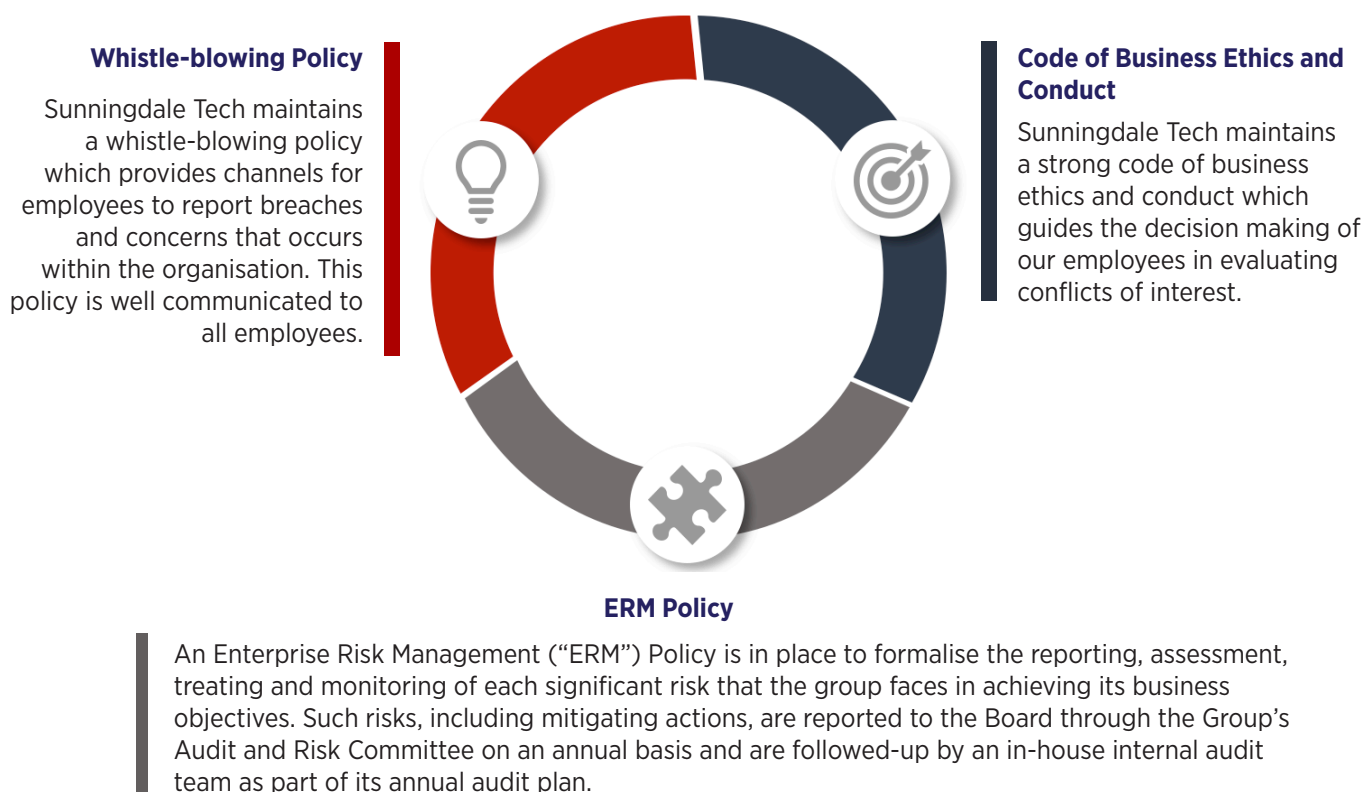 Whistle-blowing Policy
Sunningdale Tech maintains
a whistle-blowing policy
which provides channels for
employees to report breaches
and concerns that occurs
within the organisation. This
policy is well communicated to
all employees.
Code of Business Ethics and
Conduct
Sunningdale Tech maintains
a strong code of business
ethics and conduct which
guides the decision making of
our employees in evaluating
conflicts of interest.
ERM Policy
An Enterprise Risk Management (“ERM”) Policy is in place to formalise the reporting, assessment,
treating and monitoring of each significant risk that the group faces in achieving its business
objectives. Such risks, including mitigating actions, are reported to the Board through the Group’s
Audit and Risk Committee on an annual basis and are followed-up by an in-house internal audit
team as part of its annual audit plan.